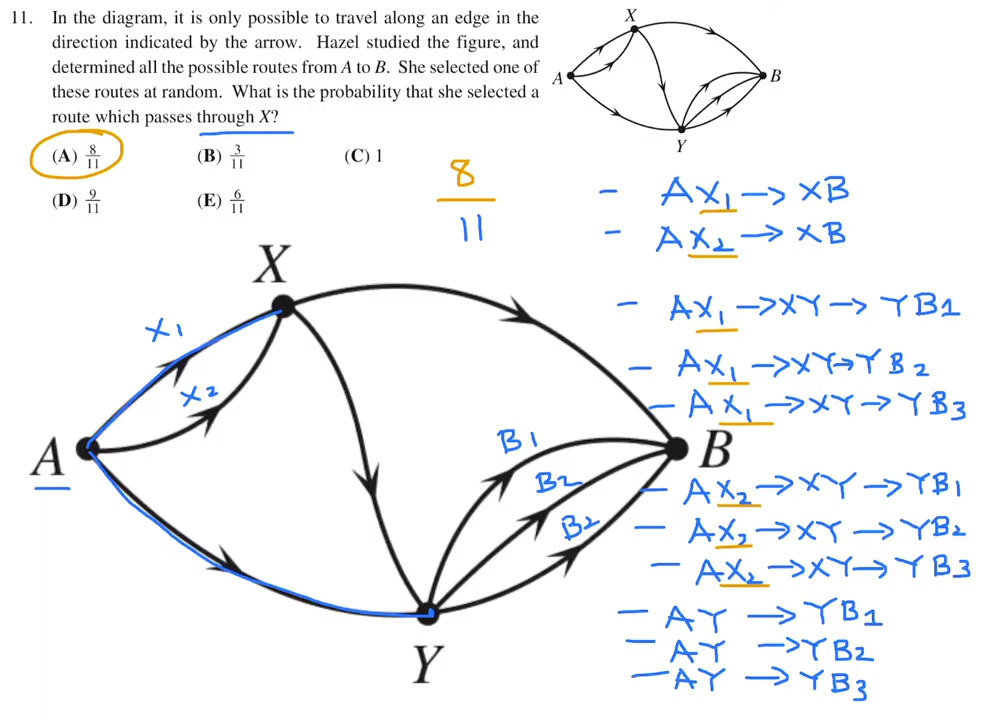 11. In the diagram, it is only possible to travel along an edge in the
direction indicated by the arrow. Hazel studied the figure, and
determined all the possible routes from A to B. She selected one of
these routes at random. What is the probability that she selected a
route which passes through X?
(A) 8/11 (B) 3/11 (C) 1
(D) 9/11 (E) 6/11
X
A
B
Y
8/11
- AX1 → XB
- AX2 → XB
- AX1 → XY → YB1
- AX1 → XY → YB2
- AX1 → XY → YB3
- AX2 → XY → YB1
- AX2 → XY → YB2
- AX2 → XY → YB3
- AY → YB1
- AY → YB2
- AY → YB3
X
X1
X2
A
B1
B
B2
B2
Y